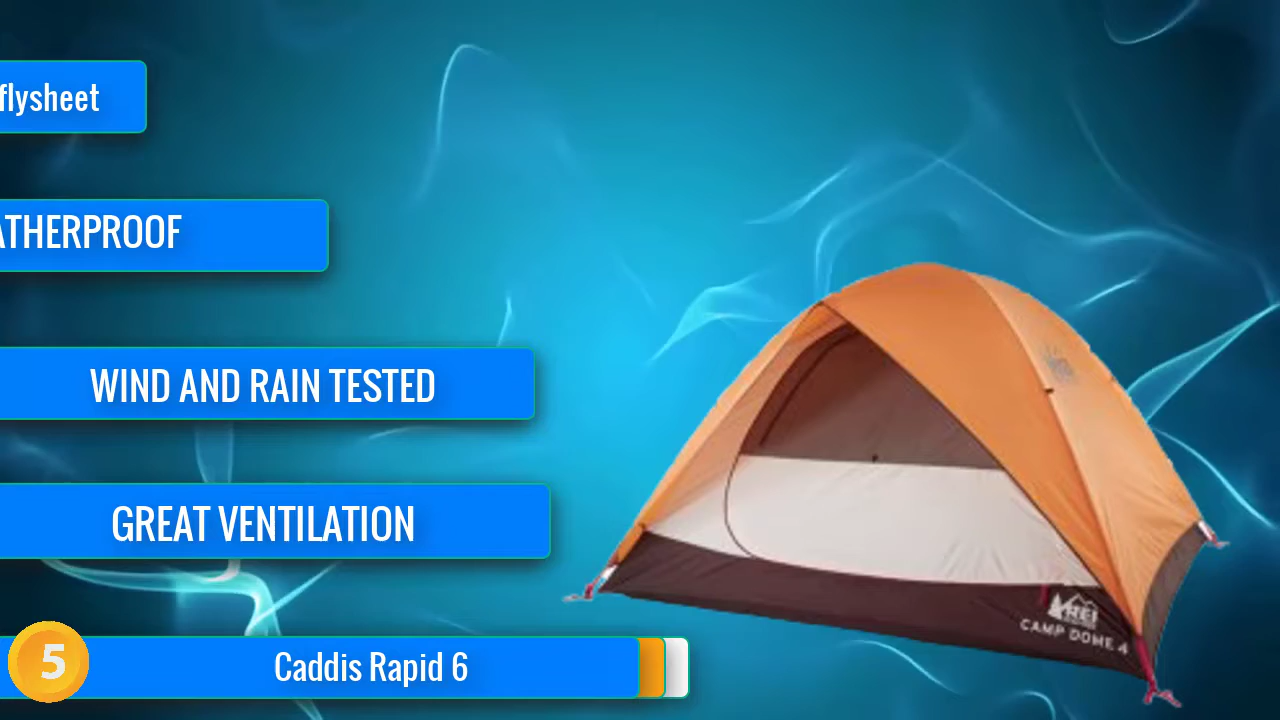 flysheet
ATHERPROOF
WIND AND RAIN TESTED
GREAT VENTILATION
REI
CAMP DOME 4
5
Caddis Rapid 6